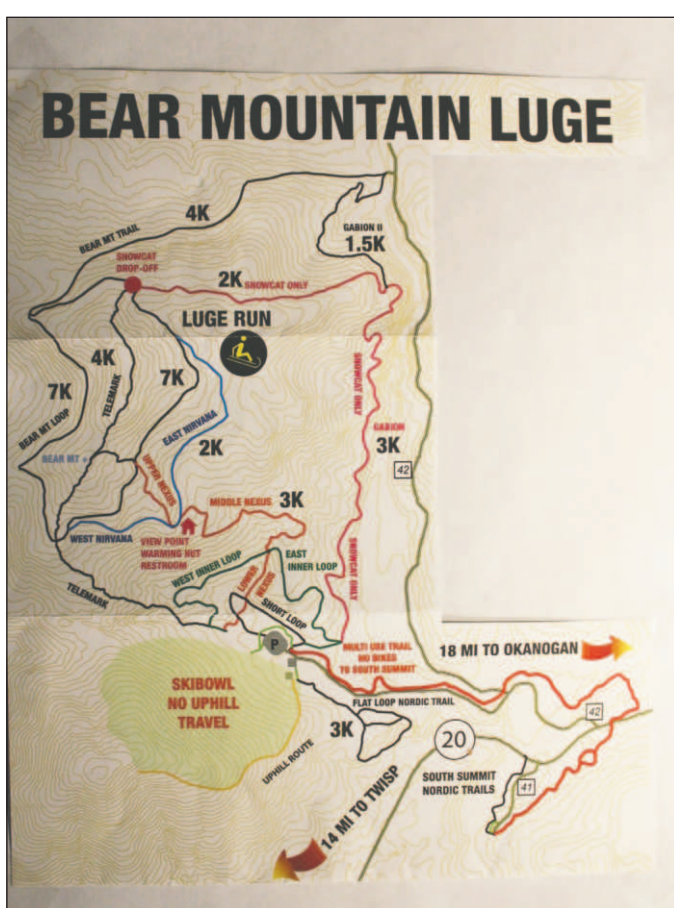 BEAR MOUNTAIN LUGE
4K
BEAR MT TRAIL
GABION II
1.5K
SNOWCAT
DROP-OFF
2K SNOWCAT ONLY
LUGE RUN
4K
7K
7K
TELEMARK
BEAR MT LOOP
EAST NIRVANA
2K
SNOWCAT ONLY
GABION
3K
42
BEAR MT
UPPER NEXUS
MIDDLE NEXUS
3K
WEST NIRVANA
VIEW POINT
WARMING HUT
RESTROOM
WEST INNER LOOP
EAST
INNER LOOP
LOWER
NEXUS
SNOWCAT ONLY
TELEMARK
SHORT LOOP
P
MULTI USE TRAIL
NO BIKES
TO SOUTH SUMMIT
18 MI TO OKANOGAN
SKIBOWL
NO UPHILL
TRAVEL
FLAT LOOP NORDIC TRAIL
42
3K
20
UPHILL ROUTE
SOUTH SUMMIT
NORDIC TRAILS
41
14 MI TO TWISP